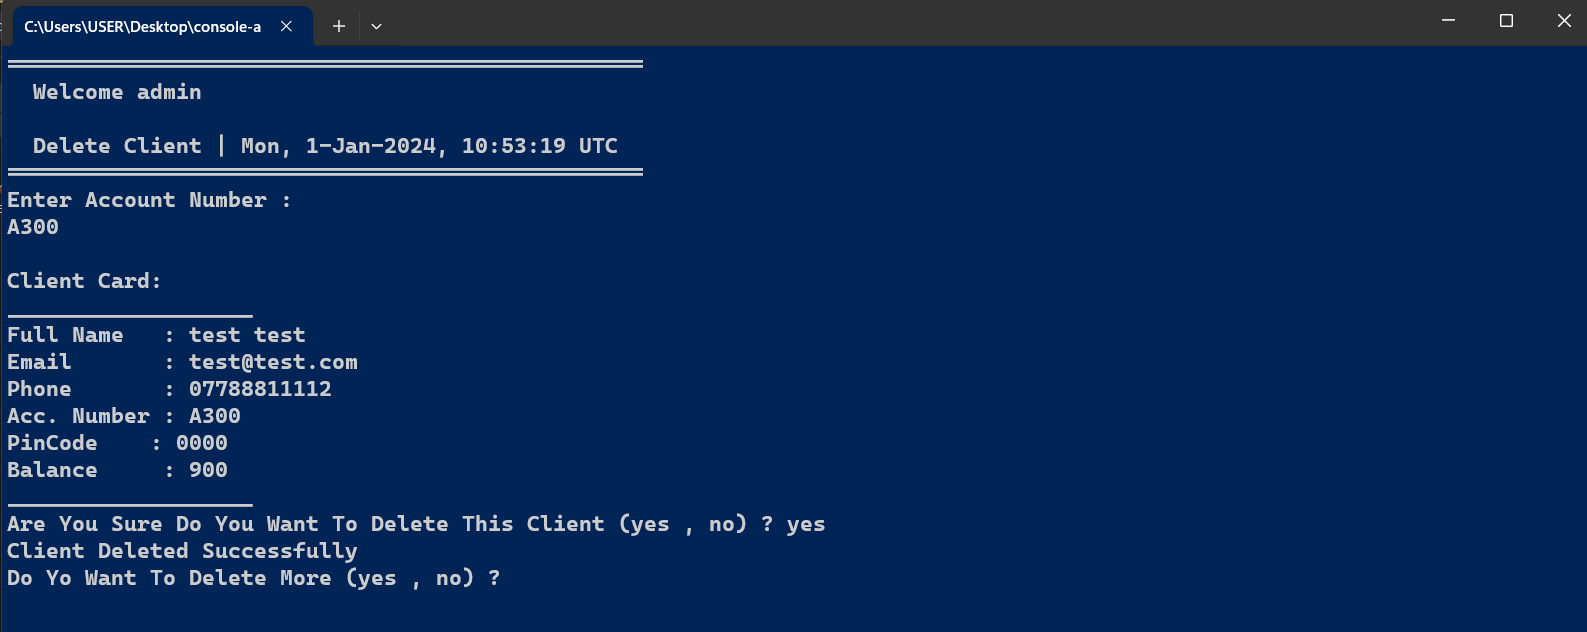 C:\Users\USER\Desktop\console-a
Welcome admin
Delete Client | Mon, 1-Jan-2024, 10:53:19 UTC
Enter Account Number :
A300
Client Card:
Full Name   : test test
Email       : test@test.com
Phone       : 07788811112
Acc. Number : A300
PinCode    : 0000
Balance     : 900
Are You Sure Do You Want To Delete This Client (yes , no) ? yes
Client Deleted Successfully
Do Yo Want To Delete More (yes , no) ?